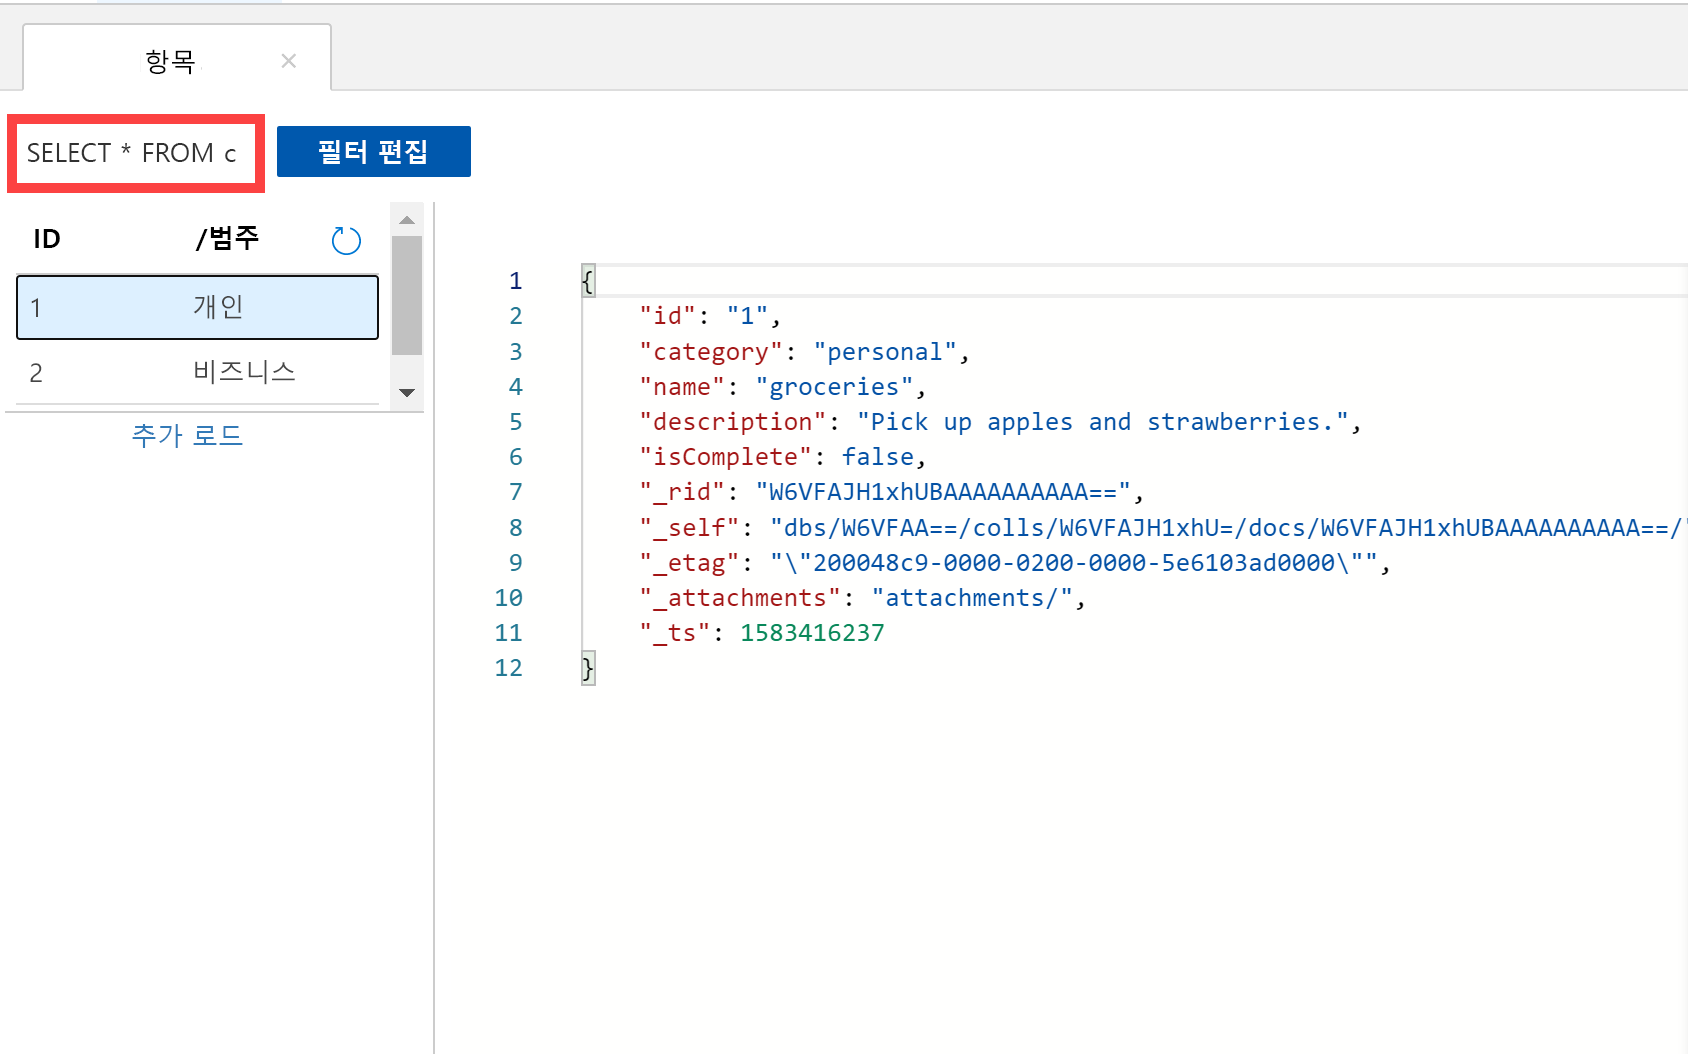 항목
SELECT * FROM c
필터 편집
ID /범주
1 개인
2 비즈니스
추가 로드
1 {
2 "id": "1",
3 "category": "personal",
4 "name": "groceries",
5 "description": "Pick up apples and strawberries.",
6 "isComplete": false,
7 "_rid": "W6VFAJH1xhUBAAAAAAAAAA==",
8 "_self": "dbs/W6VFAA==/colls/W6VFAJH1xhU=/docs/W6VFAJH1xhUBAAAAAAAAAA==/"
9 "_etag": "\"200048c9-0000-0200-0000-5e6103ad0000\"",
10 "_attachments": "attachments/",
11 "_ts": 1583416237
12 }